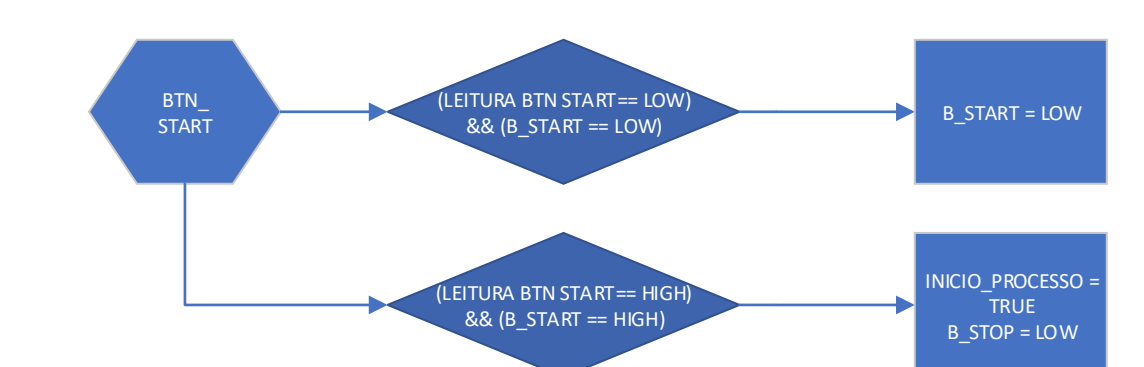 BTN_
START
(LEITURA BTN START== LOW)
&& (B_START == LOW)
B_START = LOW
(LEITURA BTN START== HIGH)
&& (B_START == HIGH)
INICIO_PROCESSO =
TRUE
B_STOP = LOW